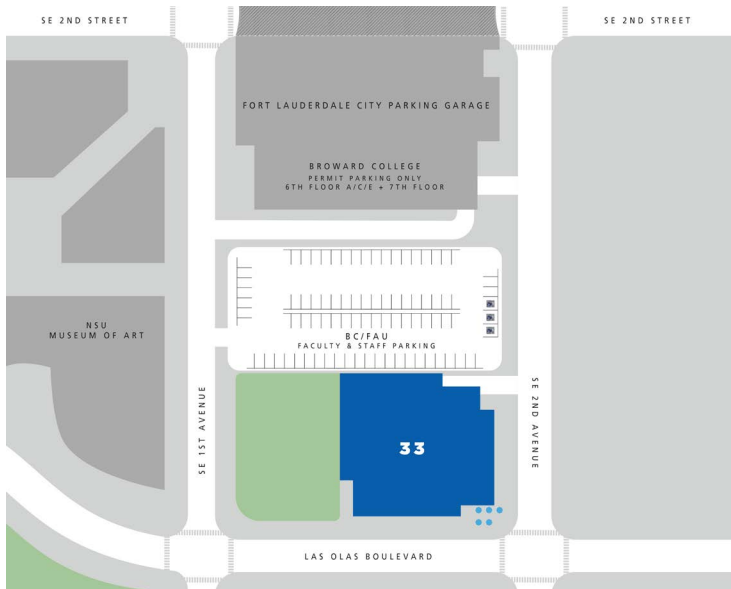 SE 2ND STREET
SE 2ND STREET
FORT LAUDERDALE CITY PARKING GARAGE
BROWARD COLLEGE
PERMIT PARKING ONLY
6TH FLOOR A/C/E + 7TH FLOOR
NSU
MUSEUM OF ART
BC/FAU
FACULTY & STAFF PARKING
SE 1ST AVENUE
33
SE 2ND AVENUE
LAS OLAS BOULEVARD